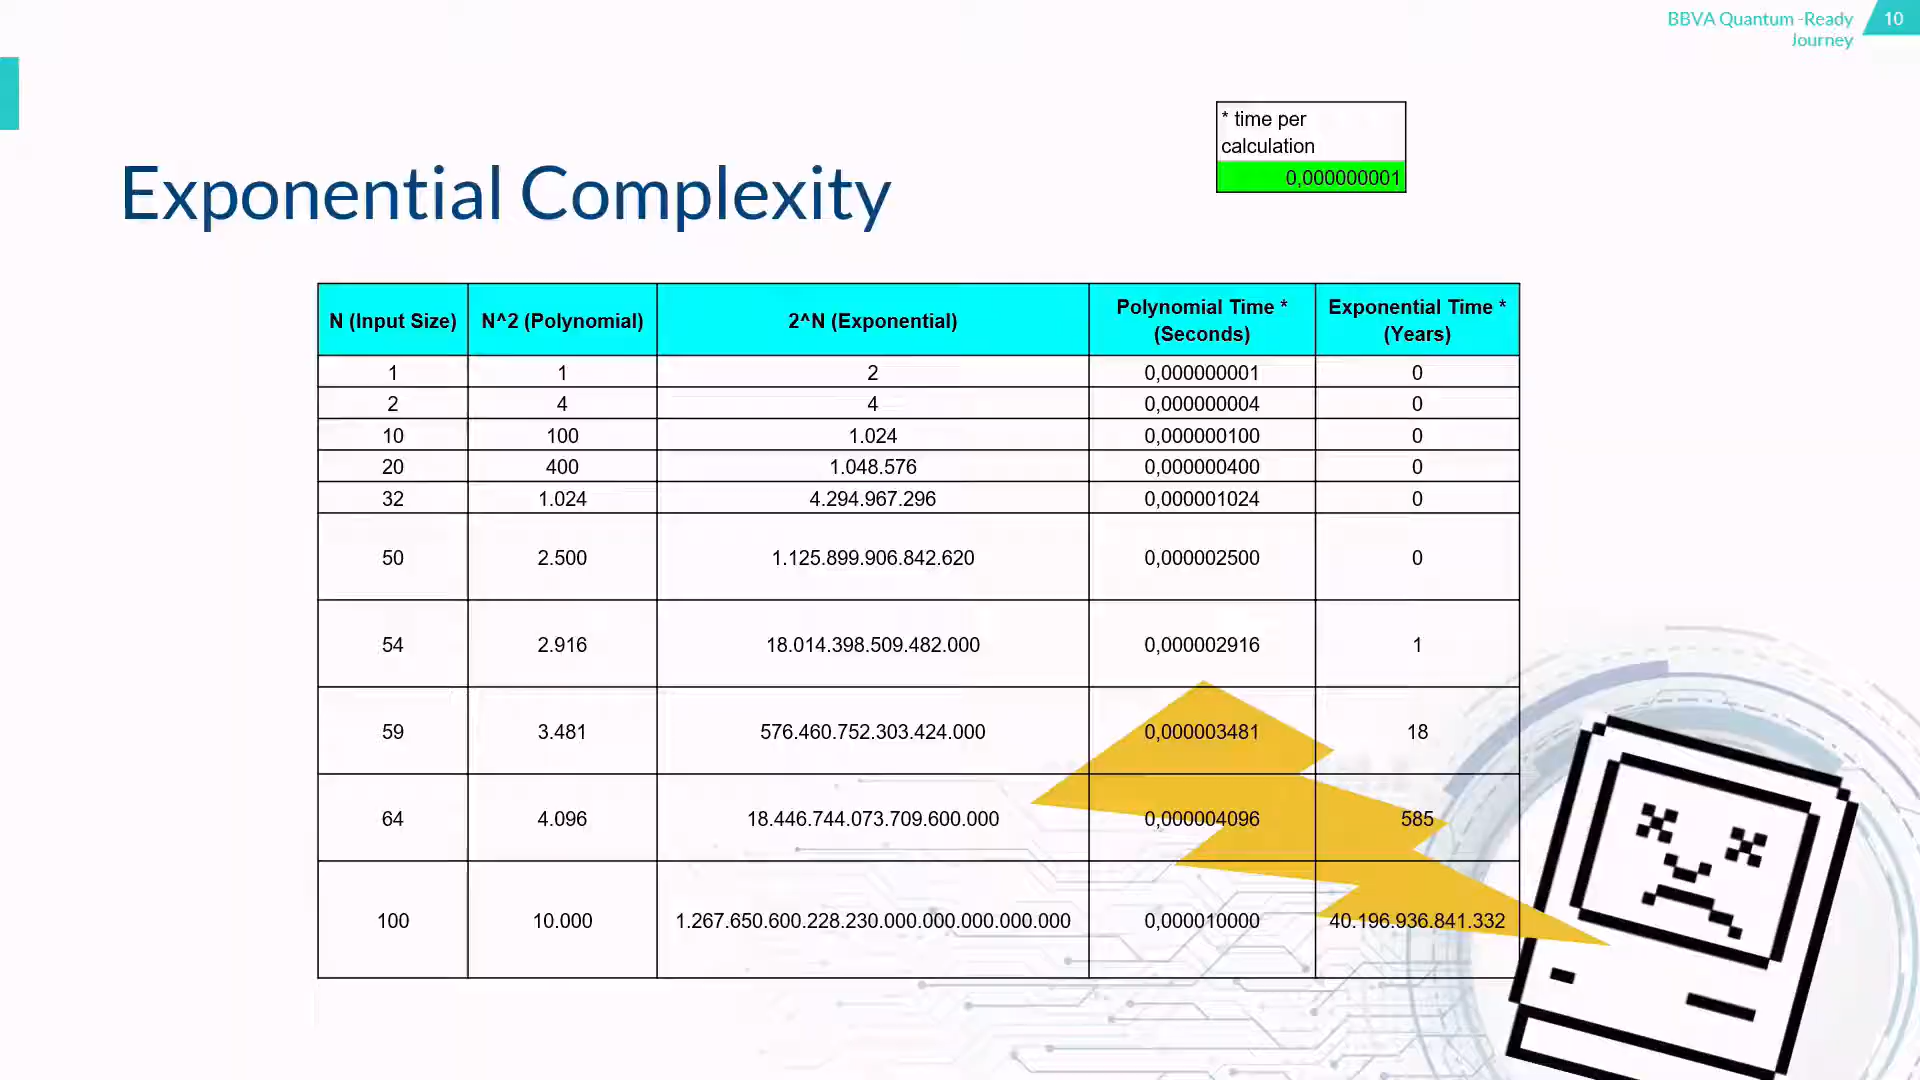 BBVA Quantum -Ready
Journey
10
* time per
calculation
0,000000001
Exponential Complexity
N (Input Size) N^2 (Polynomial) 2^N (Exponential) Polynomial Time * (Seconds) Exponential Time * (Years)
1 1 2 0,000000001 0
2 4 4 0,000000004 0
10 100 1.024 0,000000100 0
20 400 1.048.576 0,000000400 0
32 1.024 4.294.967.296 0,000001024 0
50 2.500 1.125.899.906.842.620 0,000002500 0
54 2.916 18.014.398.509.482.000 0,000002916 1
59 3.481 576.460.752.303.424.000 0,000003481 18
64 4.096 18.446.744.073.709.600.000 0,000004096 585
100 10.000 1.267.650.600.228.230.000.000.000.000.000 0,000010000 40.196.936.841.332